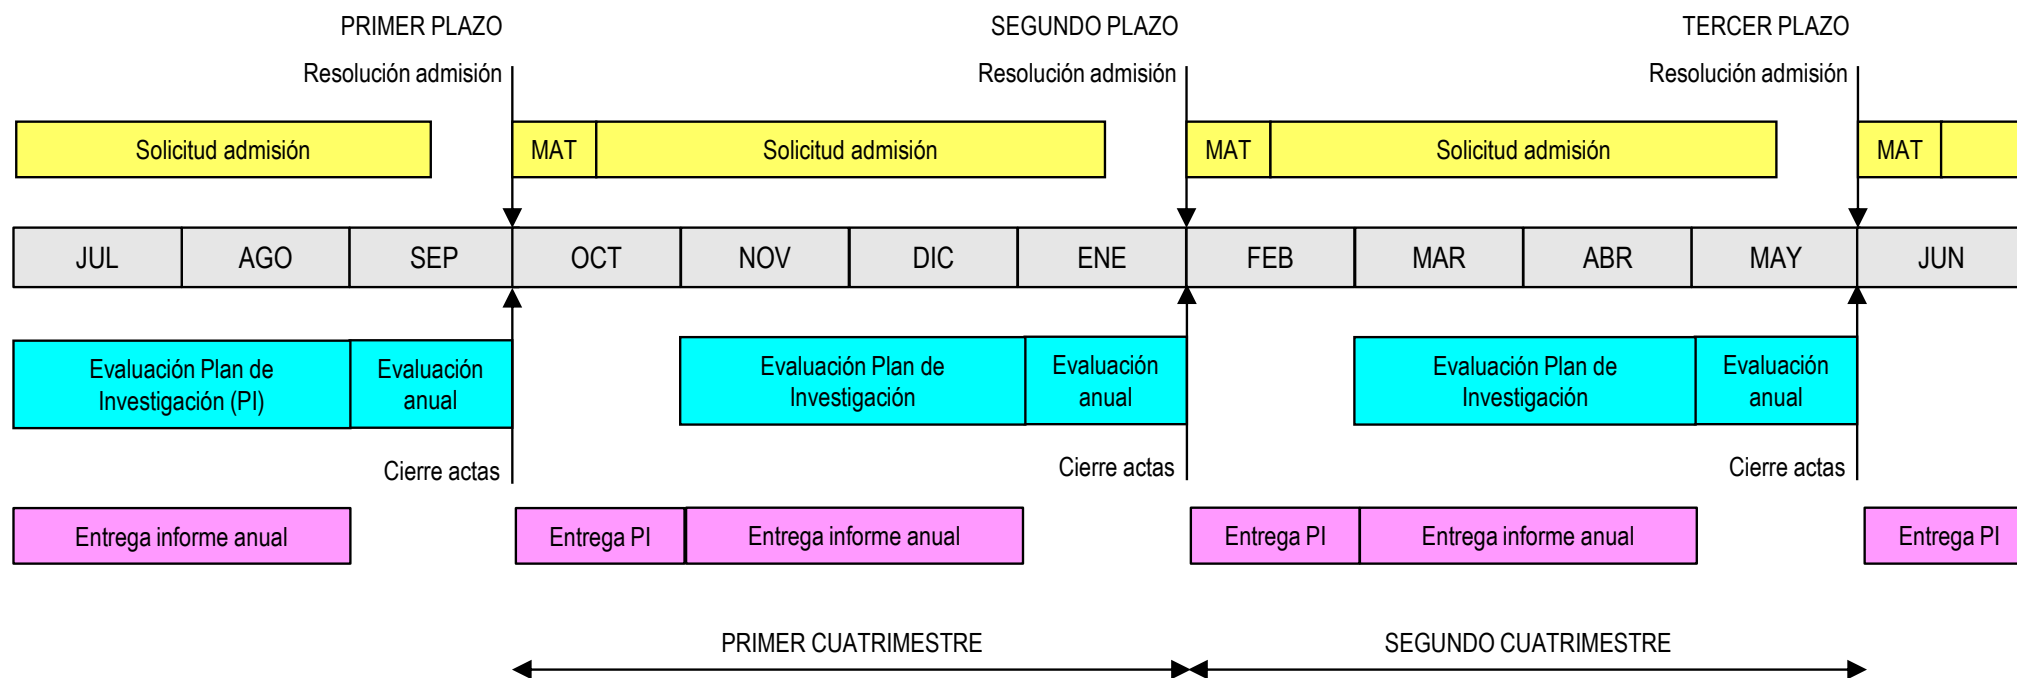 PRIMER PLAZO
SEGUNDO PLAZO
TERCER PLAZO
Resolución admisión
Resolución admisión
Resolución admisión
Solicitud admisión
MAT
Solicitud admisión
MAT
Solicitud admisión
MAT
JUL
AGO
SEP
OCT
NOV
DIC
ENE
FEB
MAR
ABR
MAY
JUN
Evaluación Plan de
Investigación (PI)
Evaluación
anual
Evaluación Plan de
Investigación
Evaluación
anual
Evaluación Plan de
Investigación
Evaluación
anual
Cierre actas
Cierre actas
Cierre actas
Entrega informe anual
Entrega PI
Entrega informe anual
Entrega PI
Entrega informe anual
Entrega PI
PRIMER CUATRIMESTRE
SEGUNDO CUATRIMESTRE